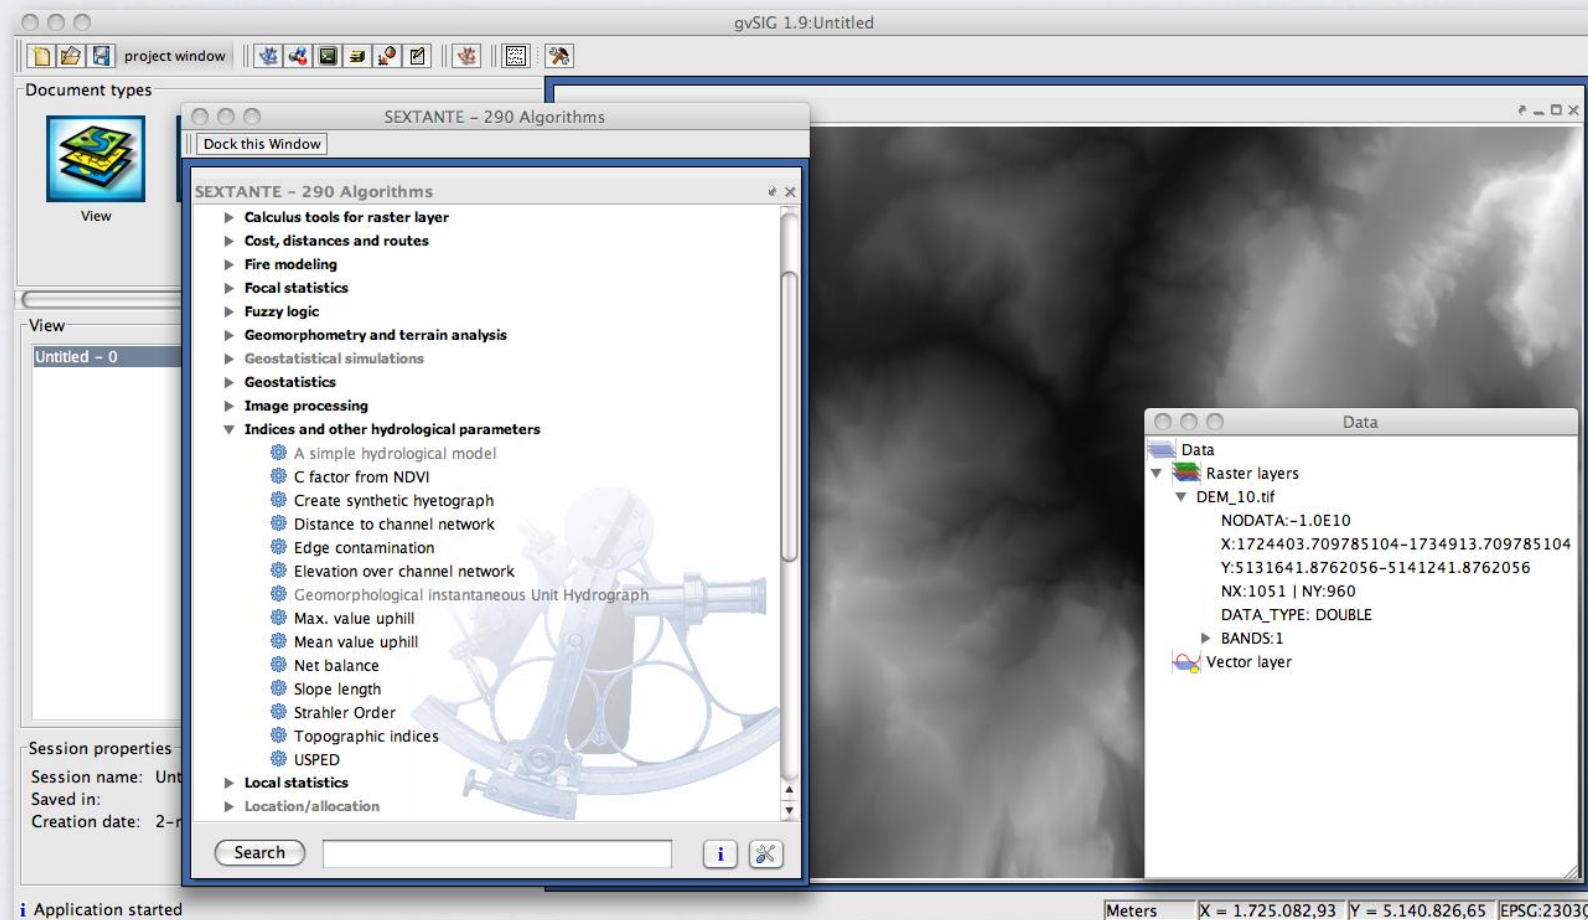 gvSIG 1.9:Untitled
project window
Document types
View
SEXTANTE - 290 Algorithms
Dock this Window
SEXTANTE - 290 Algorithms
Calculus tools for raster layer
Cost, distances and routes
Fire modeling
Focal statistics
Fuzzy logic
Geomorphometry and terrain analysis
Geostatistical simulations
Geostatistics
Image processing
Indices and other hydrological parameters
A simple hydrological model
C factor from NDVI
Create synthetic hyetograph
Distance to channel network
Edge contamination
Elevation over channel network
Geomorphological instantaneous Unit Hydrograph
Max. value uphill
Mean value uphill
Net balance
Slope length
Strahler Order
Topographic indices
USPED
Local statistics
Location/allocation
Search
View
Untitled - 0
Session properties
Session name: Unt
Saved in:
Creation date: 2-
Data
Data
Raster layers
DEM_10.tif
NODATA:-1.0E10
X:1724403.709785104-1734913.709785104
Y:5131641.8762056-5141241.8762056
NX:1051 | NY:960
DATA_TYPE: DOUBLE
BANDS:1
Vector layer
i Application started
Meters
X = 1.725.082,93
Y = 5.140.826,65
EPSG:23030